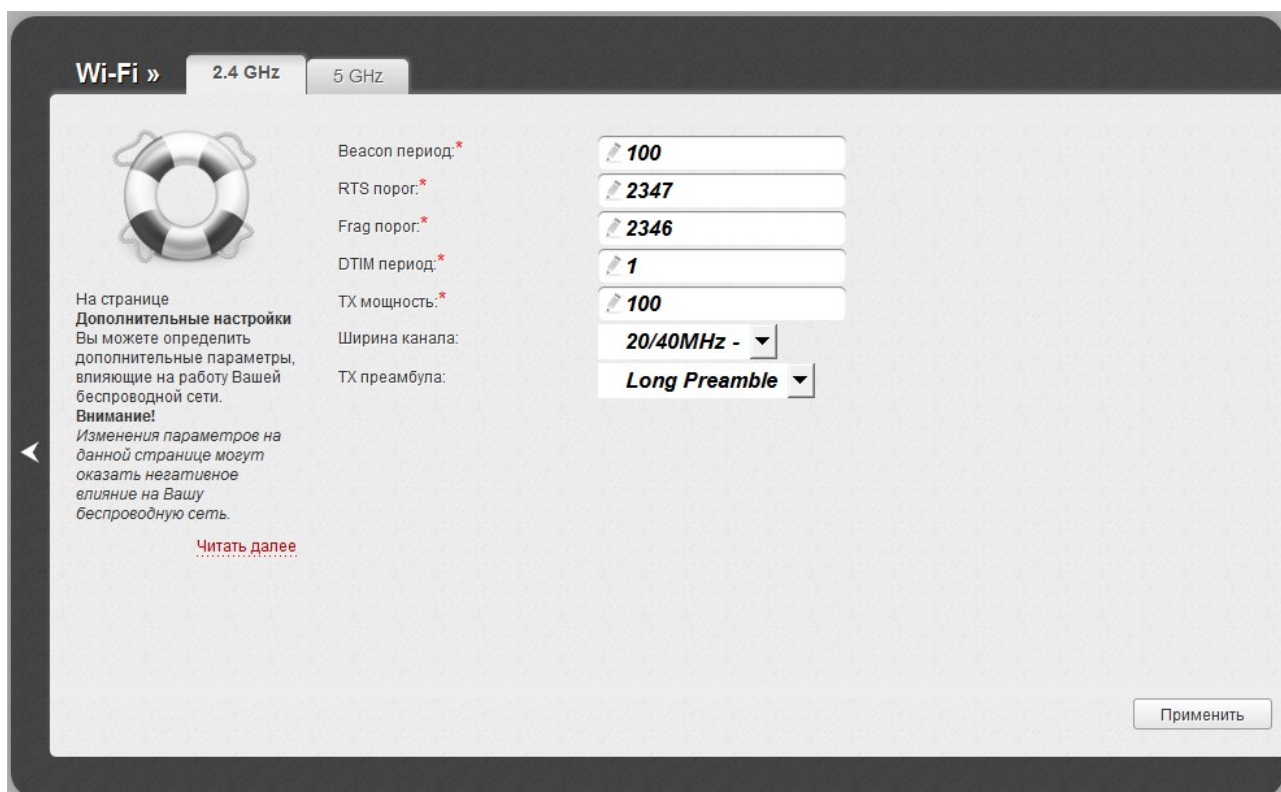 Wi-Fi »
2.4 GHz
5 GHz
На странице
Дополнительные настройки
Вы можете определить
дополнительные параметры,
влияющие на работу Вашей
беспроводной сети.
Внимание!
Изменения параметров на
данной странице могут
оказать негативное
влияние на Вашу
беспроводную сеть.
Читать далее
Beacon период:* 100
RTS порог:* 2347
Frag порог:* 2346
DTIM период:* 1
TX мощность:* 100
Ширина канала: 20/40MHz -
TX преамбула: Long Preamble
Применить